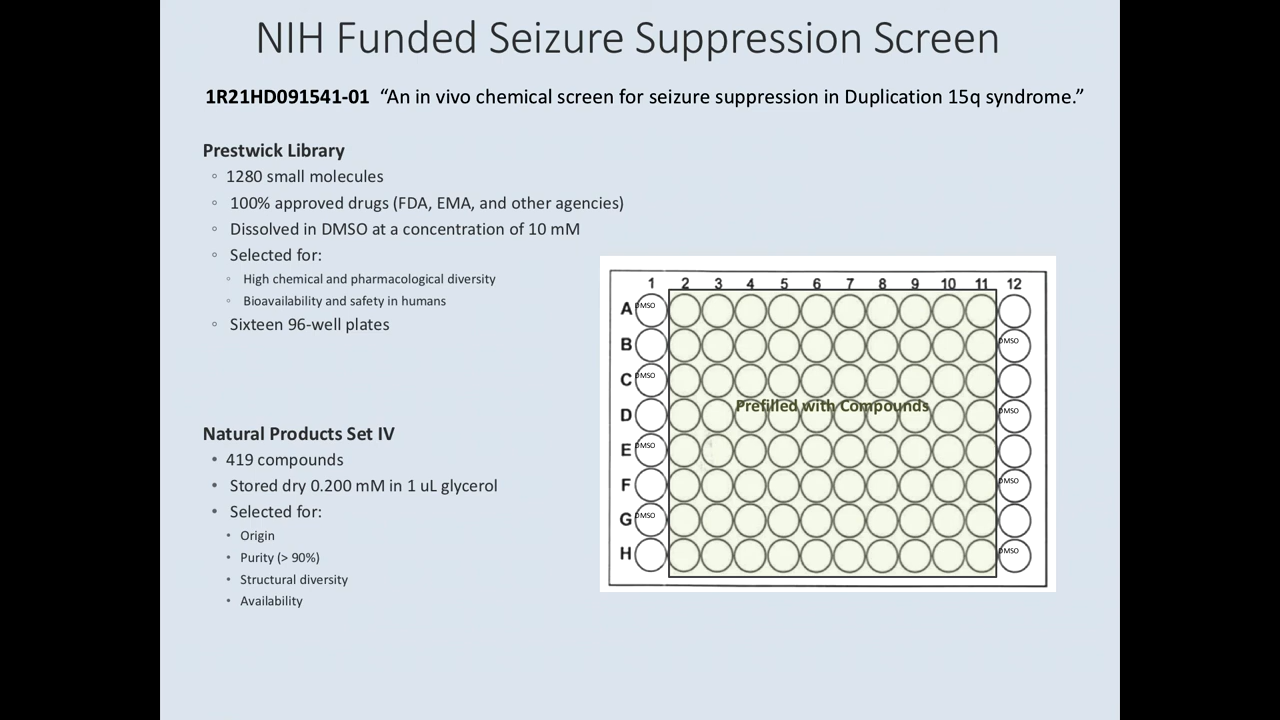 NIH Funded Seizure Suppression Screen
1R21HD091541-01 “An in vivo chemical screen for seizure suppression in Duplication 15q syndrome.”
Prestwick Library
◦ 1280 small molecules
◦ 100% approved drugs (FDA, EMA, and other agencies)
◦ Dissolved in DMSO at a concentration of 10 mM
◦ Selected for:
◦ High chemical and pharmacological diversity
◦ Bioavailability and safety in humans
◦ Sixteen 96-well plates
Natural Products Set IV
• 419 compounds
• Stored dry 0.200 mM in 1 uL glycerol
• Selected for:
• Origin
• Purity (> 90%)
• Structural diversity
• Availability
1 2 3 4 5 6 7 8 9 10 11 12
A DMSO
B DMSO
C DMSO
Prefilled with Compounds
D DMSO
E DMSO
F DMSO
G DMSO
H DMSO